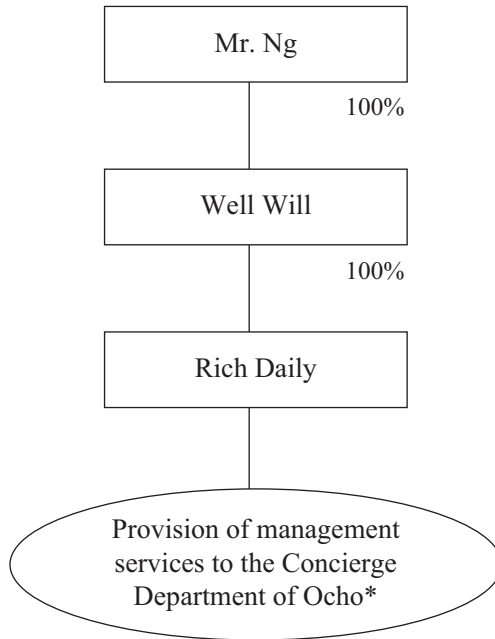 Mr. Ng
100%
Well Will
100%
Rich Daily
Provision of management
services to the Concierge
Department of Ocho*